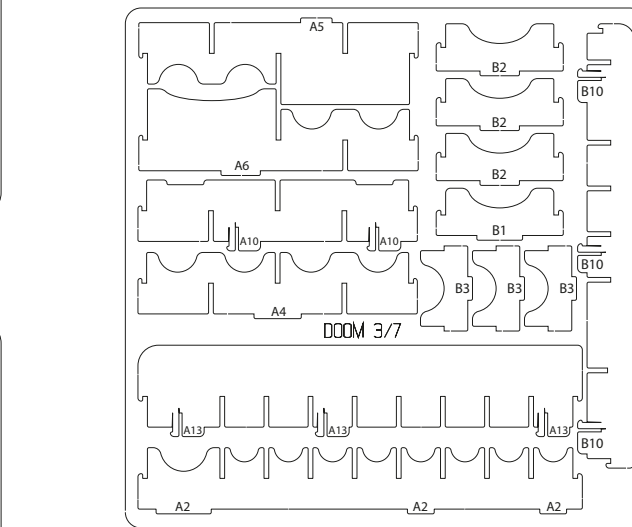 A5
B2
B10
B2
A6
B2
A10 A10
B1
B10
B3 B3 B3
A4
DOOM 3/7
A13 A13 A13
B10
A2 A2 A2